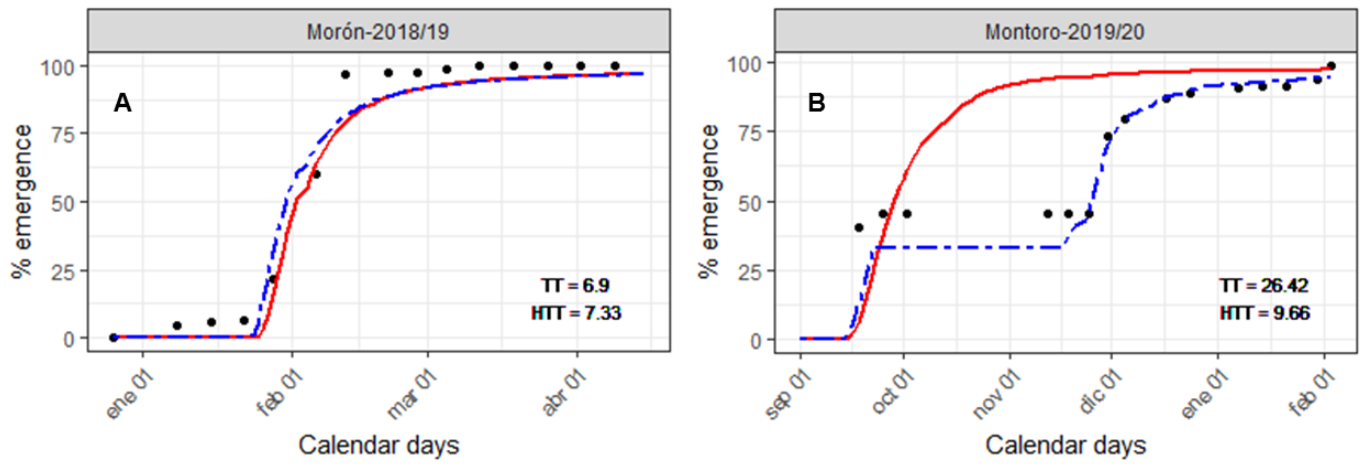 Morón-2018/19
A
% emergence
100
75
50
25
0
TT = 6.9
HTT = 7.33
ene 01
feb 01
mar 01
abr 01
Calendar days
Montoro-2019/20
B
% emergence
100
75
50
25
0
TT = 26.42
HTT = 9.66
sep 01
oct 01
nov 01
dic 01
ene 01
feb 01
Calendar days